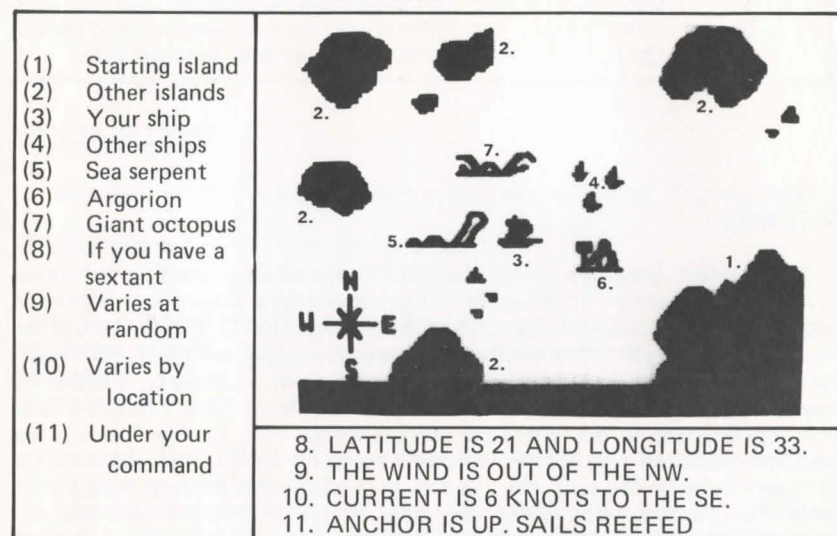 (1) Starting island
(2) Other islands
(3) Your ship
(4) Other ships
(5) Sea serpent
(6) Argorion
(7) Giant octopus
(8) If you have a
sextant
(9) Varies at
random
(10) Varies by
location
(11) Under your
command
2.
2.
2.
7.
4.
2.
5.
3.
6.
1.
N
W E
S
2.
8. LATITUDE IS 21 AND LONGITUDE IS 33.
9. THE WIND IS OUT OF THE NW.
10. CURRENT IS 6 KNOTS TO THE SE.
11. ANCHOR IS UP. SAILS REEFED